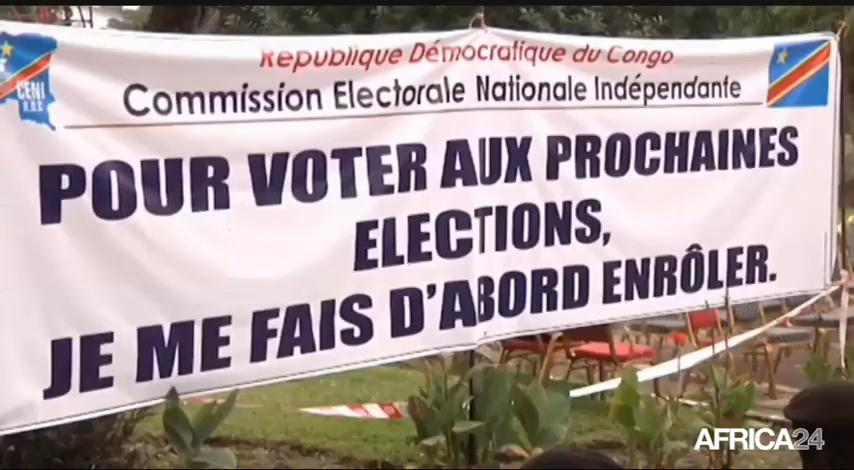 République Démocratique du Congo
CENI
R.D.C
Commission Electorale Nationale Indépendante
POUR VOTER AUX PROCHAINES
ELECTIONS,
JE ME FAIS D'ABORD ENRÔLER.
AFRICA24